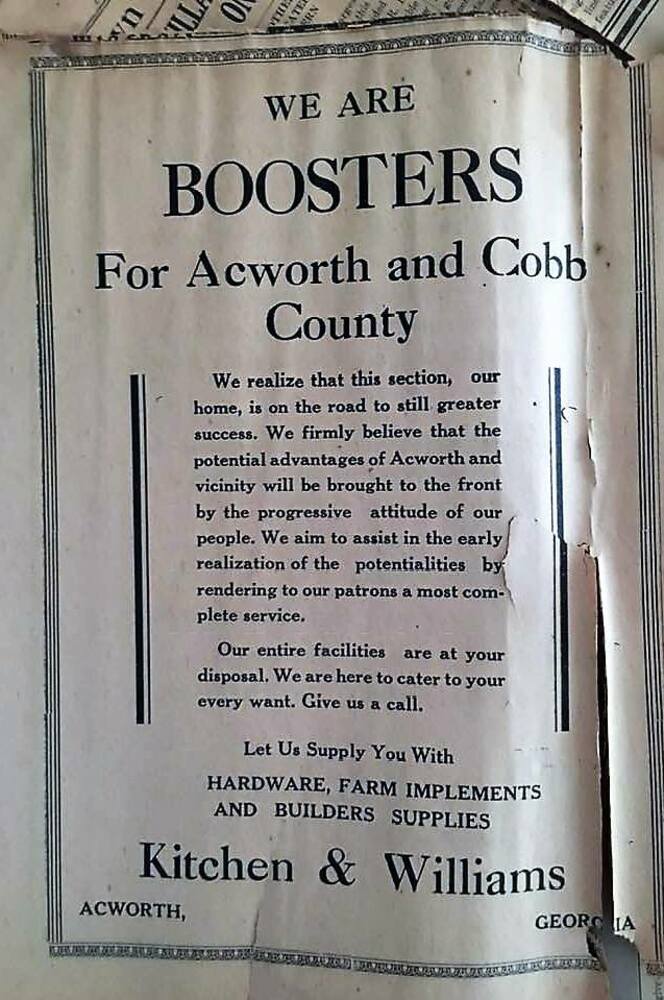 WE ARE
BOOSTERS
For Acworth and Cobb
County
We realize that this section, our
home, is on the road to still greater
success. We firmly believe that the
potential advantages of Acworth and
vicinity will be brought to the front
by the progressive attitude of our
people. We aim to assist in the early
realization of the potentialities by
rendering to our patrons a most com-
plete service.
Our entire facilities are at your
disposal. We are here to cater to your
every want. Give us a call.
Let Us Supply You With
HARDWARE, FARM IMPLEMENTS
AND BUILDERS SUPPLIES
Kitchen & Williams
ACWORTH, GEORGIA